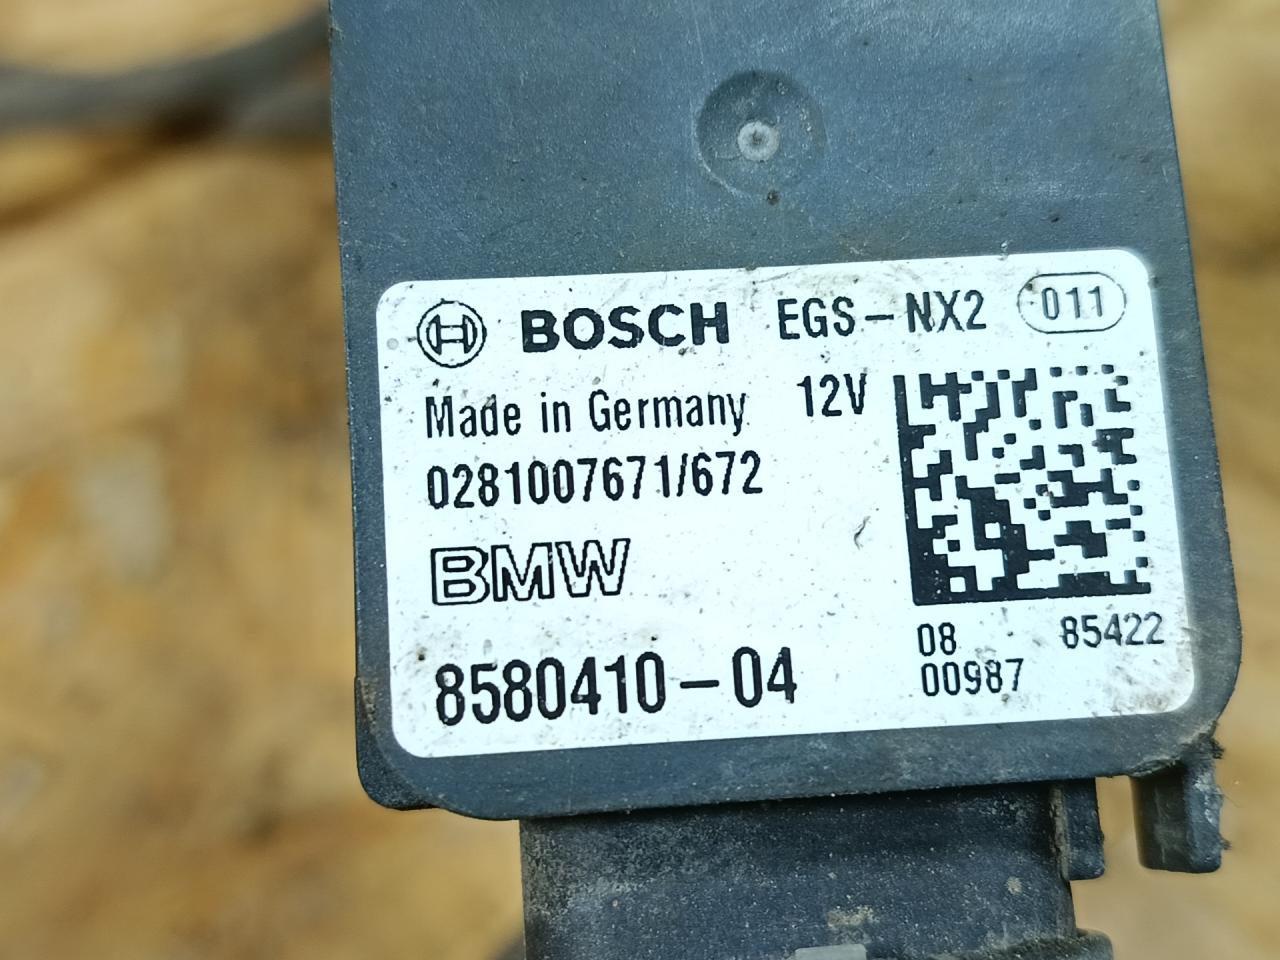 BOSCH EGS-NX2 011
Made in Germany 12V
0281007671/672
BMW
8580410-04
08 85422
00987